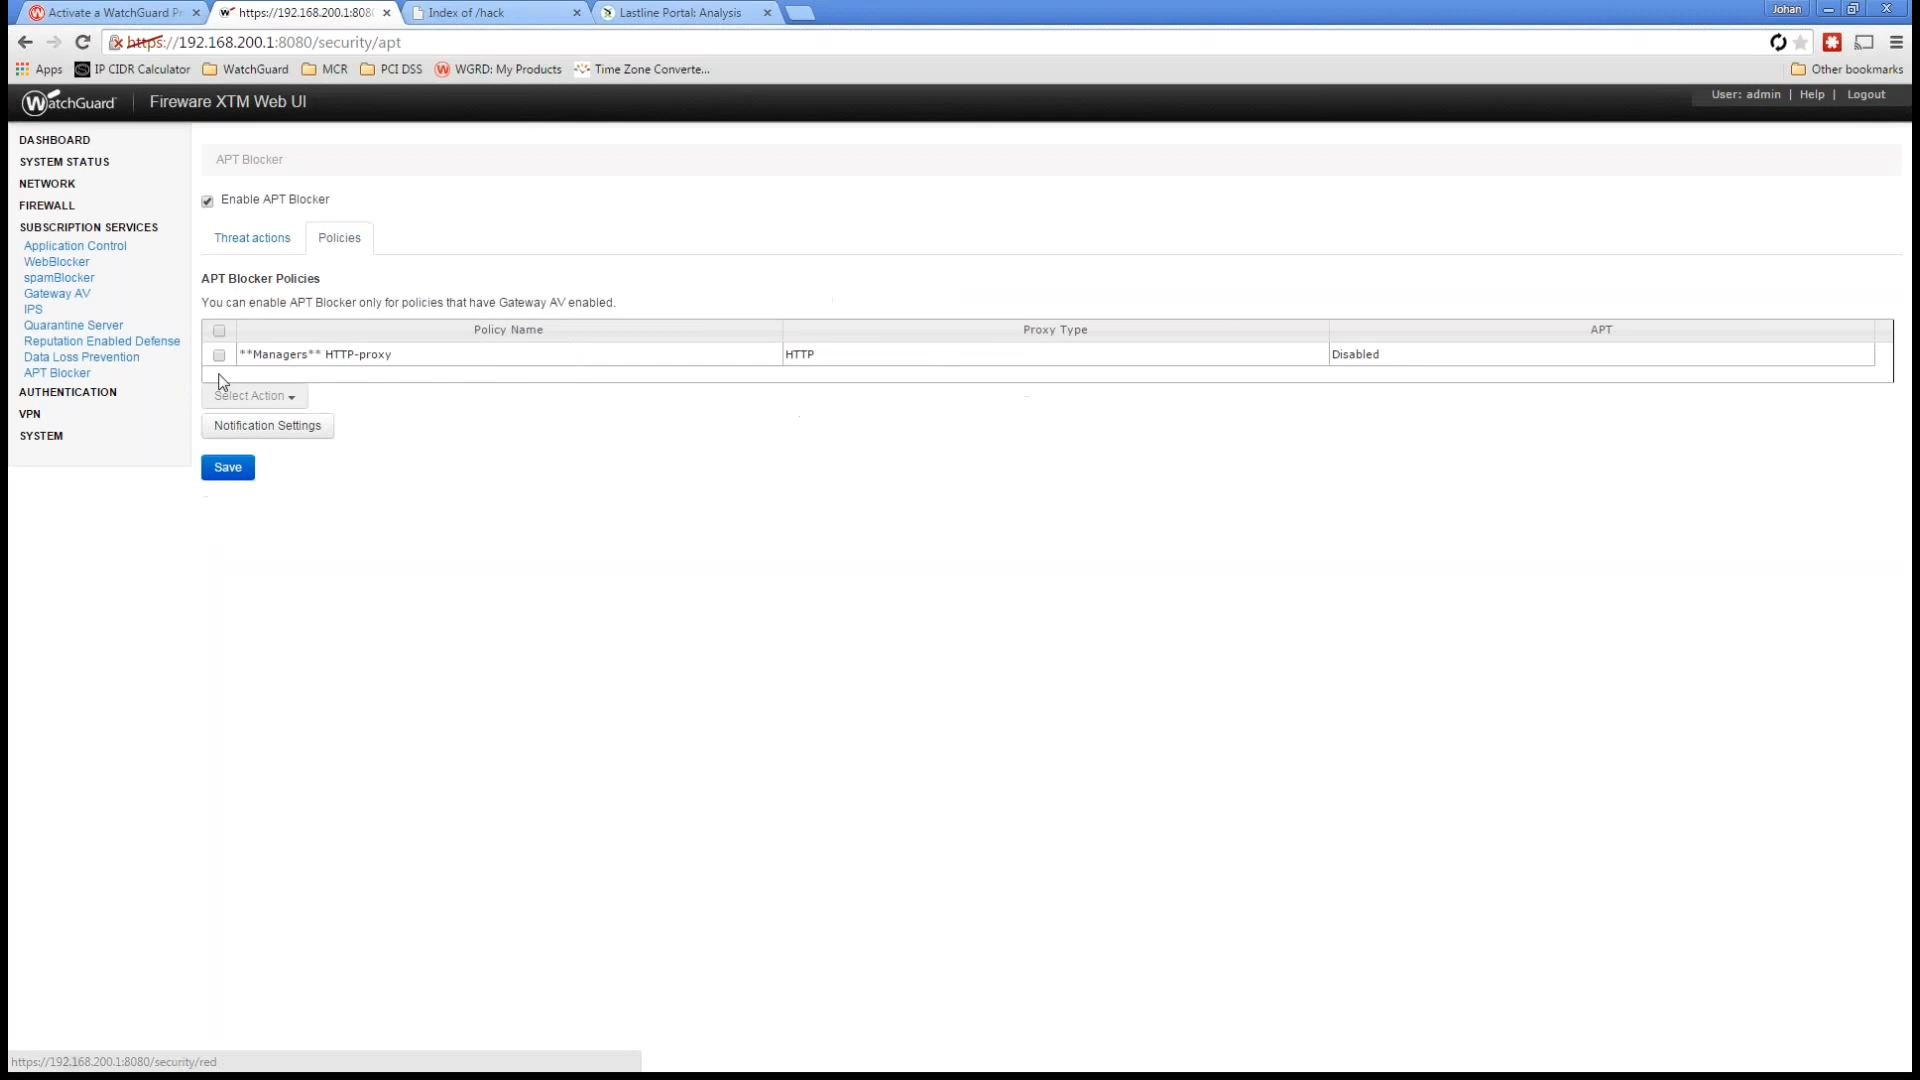 Activate a WatchGuard Pr
https://192.168.200.1:8080
Index of /hack
Lastline Portal: Analysis
Johan
https://192.168.200.1:8080/security/apt
Apps
IP CIDR Calculator
WatchGuard
MCR
PCI DSS
WGRD: My Products
Time Zone Converte...
Other bookmarks
WatchGuard
Fireware XTM Web UI
User: admin | Help | Logout
DASHBOARD
SYSTEM STATUS
NETWORK
FIREWALL
SUBSCRIPTION SERVICES
Application Control
WebBlocker
spamBlocker
Gateway AV
IPS
Quarantine Server
Reputation Enabled Defense
Data Loss Prevention
APT Blocker
AUTHENTICATION
VPN
SYSTEM
APT Blocker
Enable APT Blocker
Threat actions
Policies
APT Blocker Policies
You can enable APT Blocker only for policies that have Gateway AV enabled.
Policy Name Proxy Type APT
**Managers** HTTP-proxy HTTP Disabled
Select Action
Notification Settings
Save
https://192.168.200.1:8080/security/red